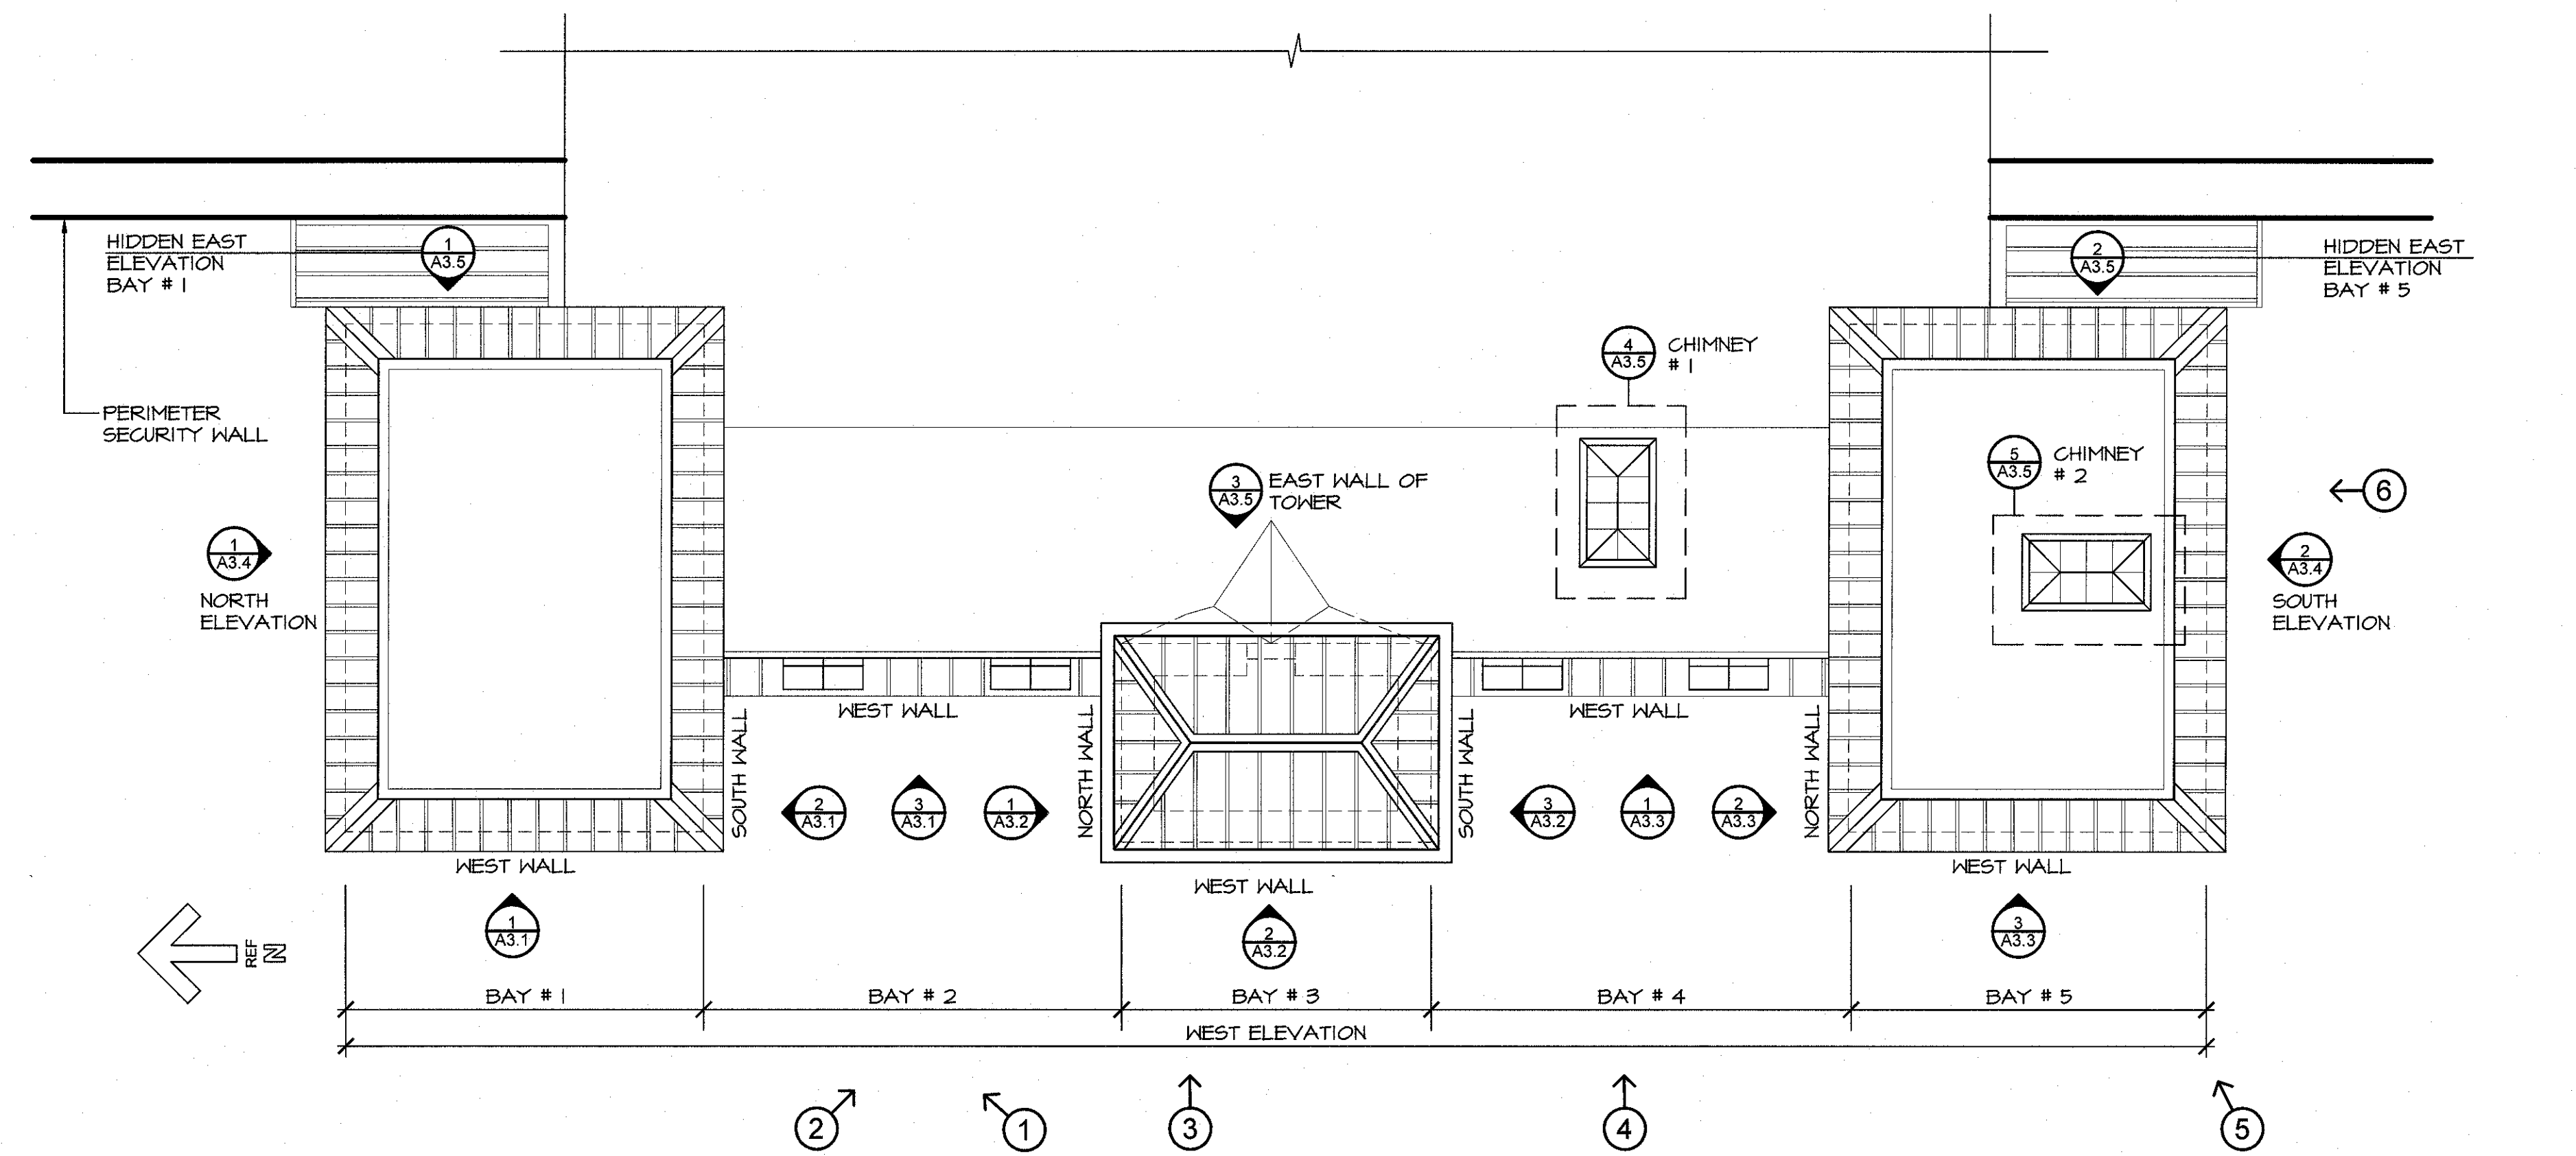 HIDDEN EAST
ELEVATION
BAY # 1
1
A3.5
2
A3.5
HIDDEN EAST
ELEVATION
BAY # 5
4
A3.5
CHIMNEY
# 1
PERIMETER
SECURITY WALL
5
A3.5
CHIMNEY
# 2
3
A3.5
EAST WALL OF
TOWER
6
1
A3.4
NORTH
ELEVATION
2
A3.4
SOUTH
ELEVATION
WEST WALL
WEST WALL
SOUTH WALL
NORTH WALL
SOUTH WALL
NORTH WALL
2
A3.1
3
A3.1
1
A3.2
3
A3.2
1
A3.3
2
A3.3
WEST WALL
WEST WALL
WEST WALL
1
A3.1
2
A3.2
3
A3.3
REF
N
BAY # 1
BAY # 2
BAY # 3
BAY # 4
BAY # 5
WEST ELEVATION
2
1
3
4
5